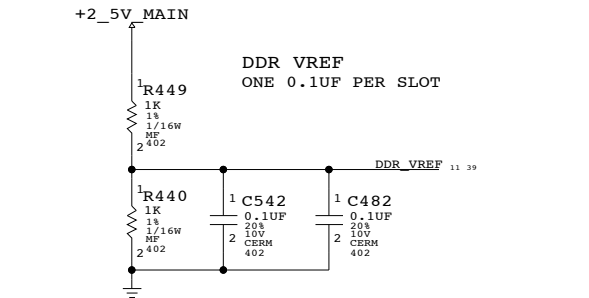 +2_5V_MAIN
DDR VREF
ONE 0.1UF PER SLOT
1
R449
1K
1%
1/16W
MF
2 402
DDR_VREF 11 39
1
R440
1K
1%
1/16W
MF
2 402
1 C542
0.1UF
20%
2 10V
CERM
402
1 C482
0.1UF
20%
2 10V
CERM
402